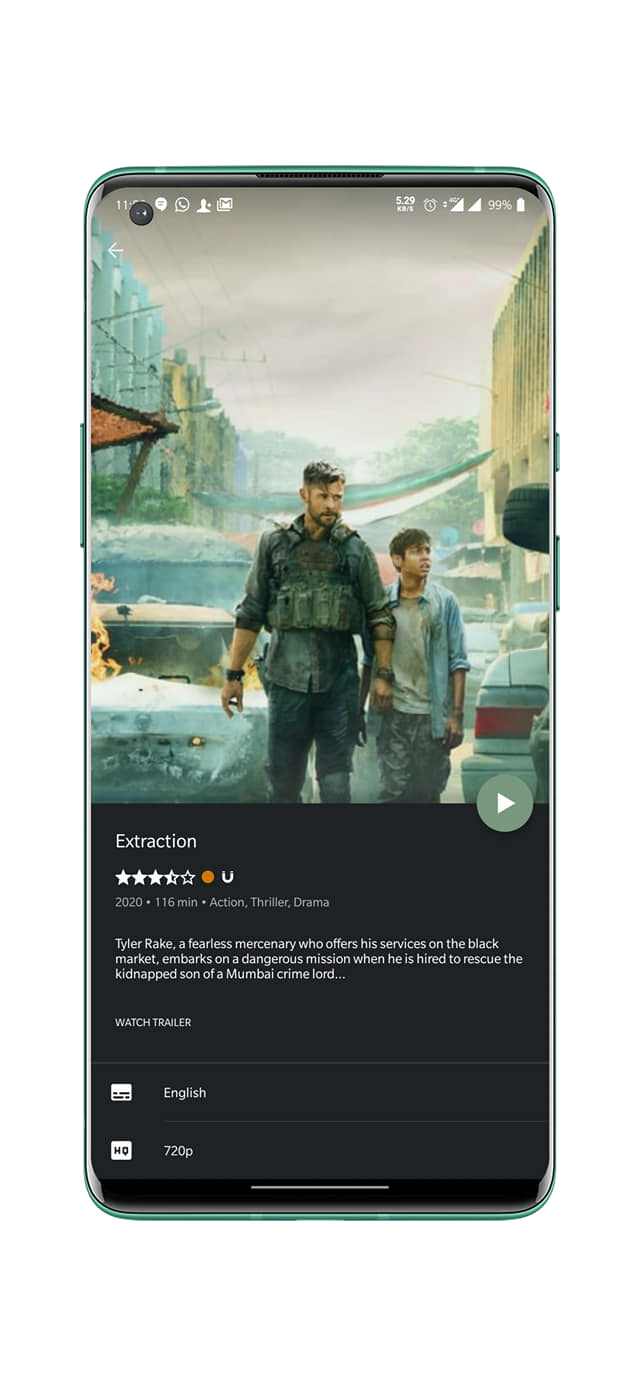 5.29
KB/S
4G+
99%
Extraction
2020 • 116 min • Action, Thriller, Drama
Tyler Rake, a fearless mercenary who offers his services on the black
market, embarks on a dangerous mission when he is hired to rescue the
kidnapped son of a Mumbai crime lord...
WATCH TRAILER
English
HQ 720p